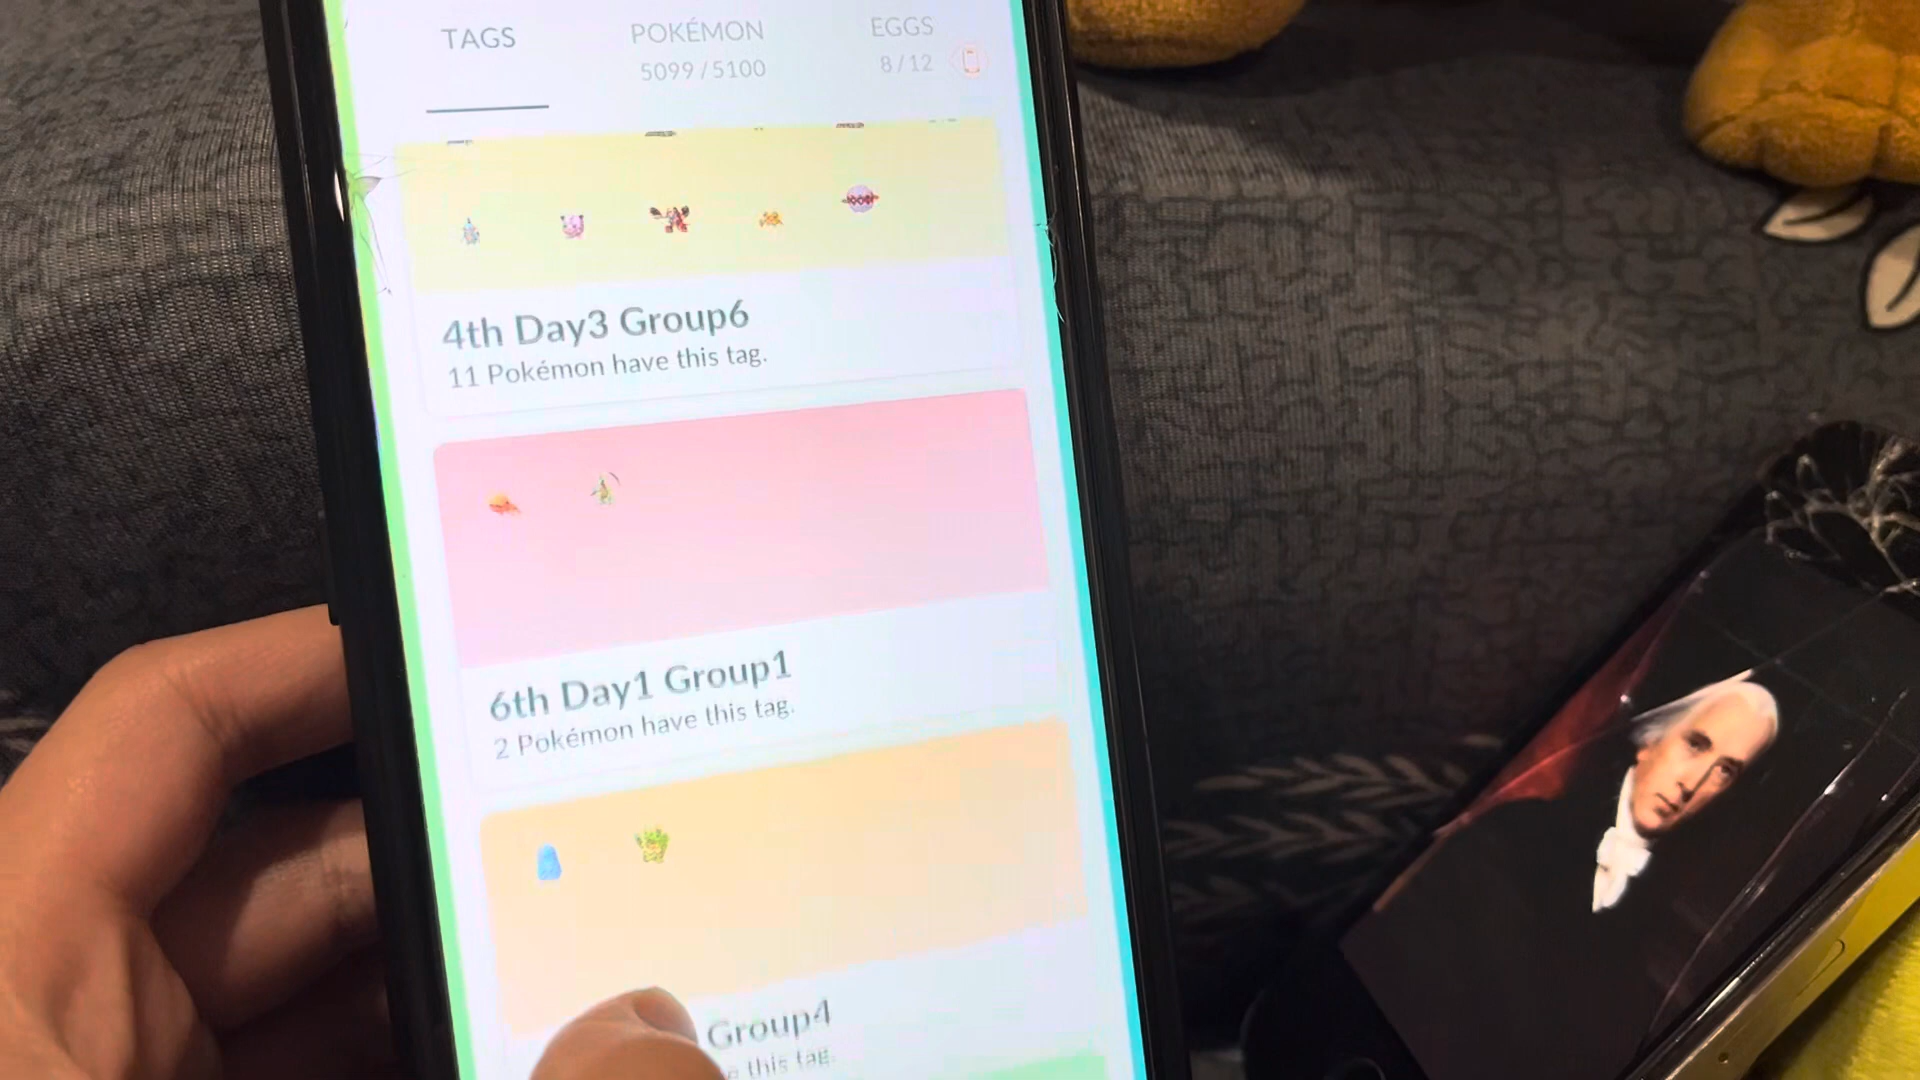 TAGS
POKÉMON
EGGS
5099/5100
8/12
4th Day3 Group6
11 Pokémon have this tag.
6th Day1 Group1
2 Pokémon have this tag.
Group4
this tag.